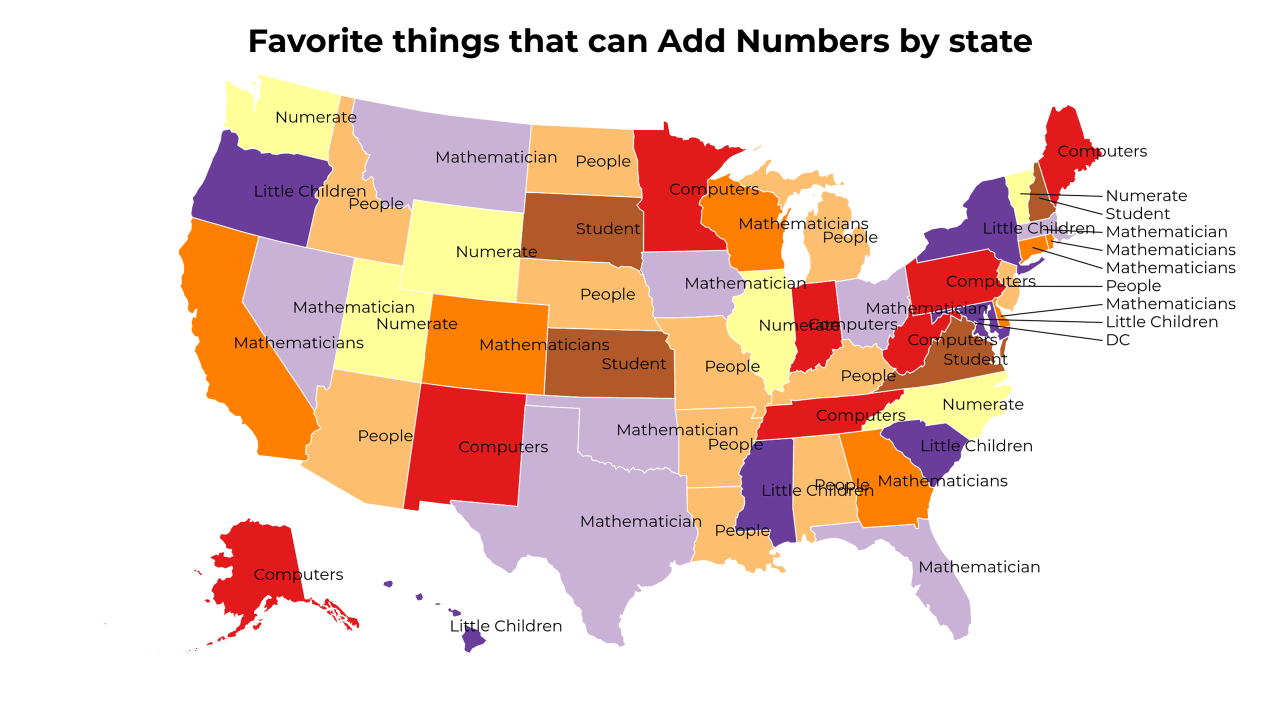 Favorite things that can Add Numbers by state
Numerate
Computers
Mathematician
People
Computers
Little Children
People
Numerate
Student
Mathematicians
Student
Little Children
Mathematician
People
Mathematicians
Numerate
Mathematicians
Computers
Mathematician
People
People
Mathematicians
Mathematician
Mathematician
Little Children
Numerate
Numerate
Computers
DC
Mathematicians
Mathematicians
Computers
Student
Student
People
People
Numerate
Computers
People
Mathematician
Computers
People
Little Children
Mathematicians
Little Children
People
Mathematician
People
Mathematician
Computers
Little Children